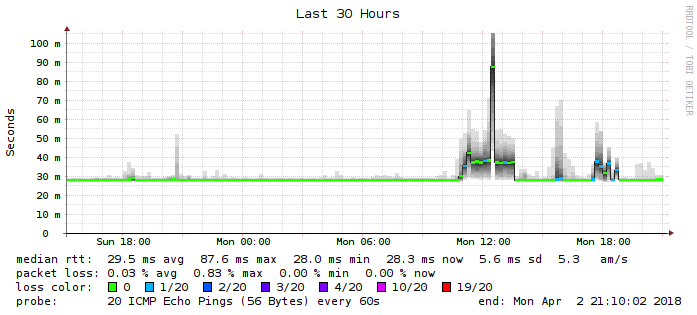 Last 30 Hours
RRDTOOL / TOBI OETIKER
Seconds
100 m
90 m
80 m
70 m
60 m
50 m
40 m
30 m
20 m
10 m
0
Sun 18:00 Mon 00:00 Mon 06:00 Mon 12:00 Mon 18:00
median rtt: 29.5 ms avg 87.6 ms max 28.0 ms min 28.3 ms now 5.6 ms sd 5.3 am/s
packet loss: 0.03 % avg 0.83 % max 0.00 % min 0.00 % now
loss color: 0 1/20 2/20 3/20 4/20 10/20 19/20
probe: 20 ICMP Echo Pings (56 Bytes) every 60s end: Mon Apr 2 21:10:02 2018